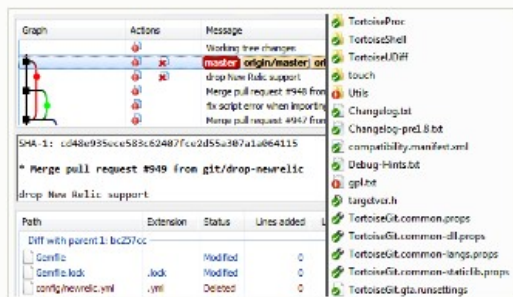 Graph Actions Message
Working tree changes
master origin/master
drop New Relic support
Merge pull request #948 from
fix script error when importing
Merge pull request #947 from
SHA-1: cd48e935ece583c62407fce2d55a307a1a064115
* Merge pull request #949 from git/drop-newrelic
drop New Relic support
Path Extension Status Lines added
Diff with parent 1: bc257cc
Gemfile Modified 0
Gemfile.lock .lock Modified 0
config/newrelic.yml .yml Deleted 0
TortoiseProc
TortoiseShell
TortoiseUDiff
touch
Utils
Changelog.txt
Changelog-pre1.8.txt
compatibility.manifest.xml
Debug-Hints.txt
gpl.txt
targetver.h
TortoiseGit.common.props
TortoiseGit.common-dll.props
TortoiseGit.common-langs.props
TortoiseGit.common-staticlib.props
TortoiseGit.gta.runsettings